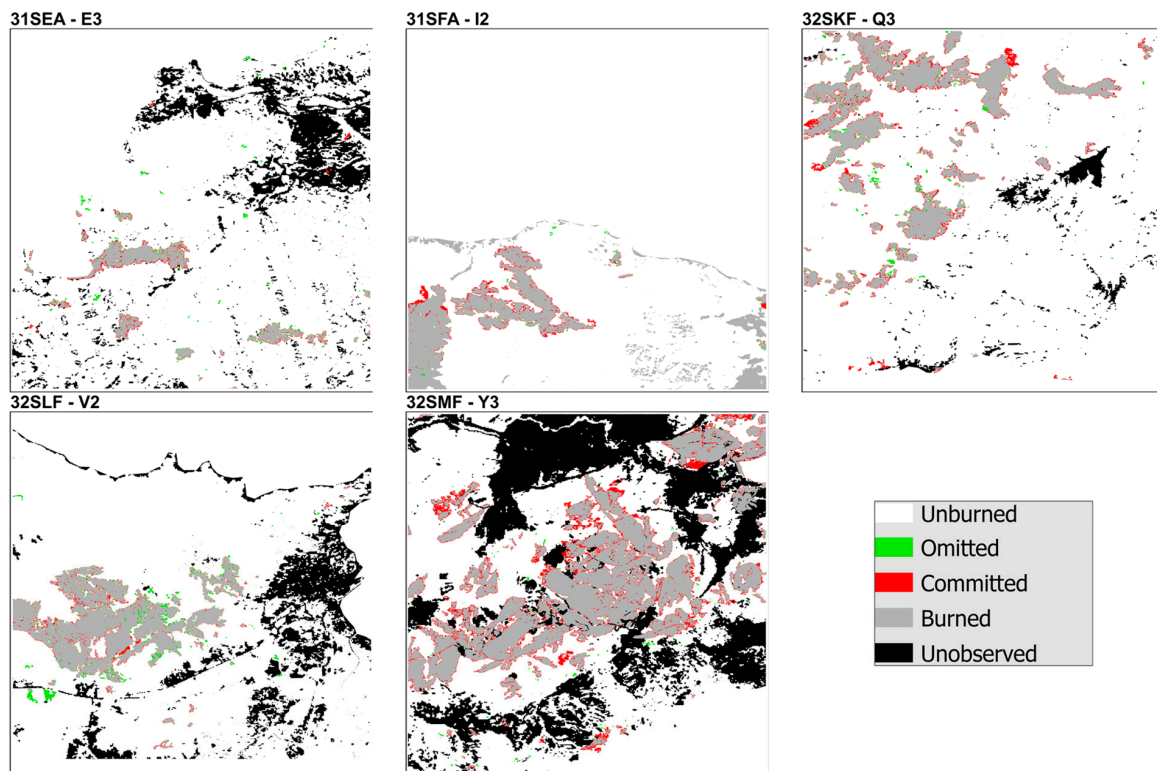 31SEA - E3
31SFA - I2
32SKF - Q3
32SLF - V2
32SMF - Y3
Unburned
Omitted
Committed
Burned
Unobserved